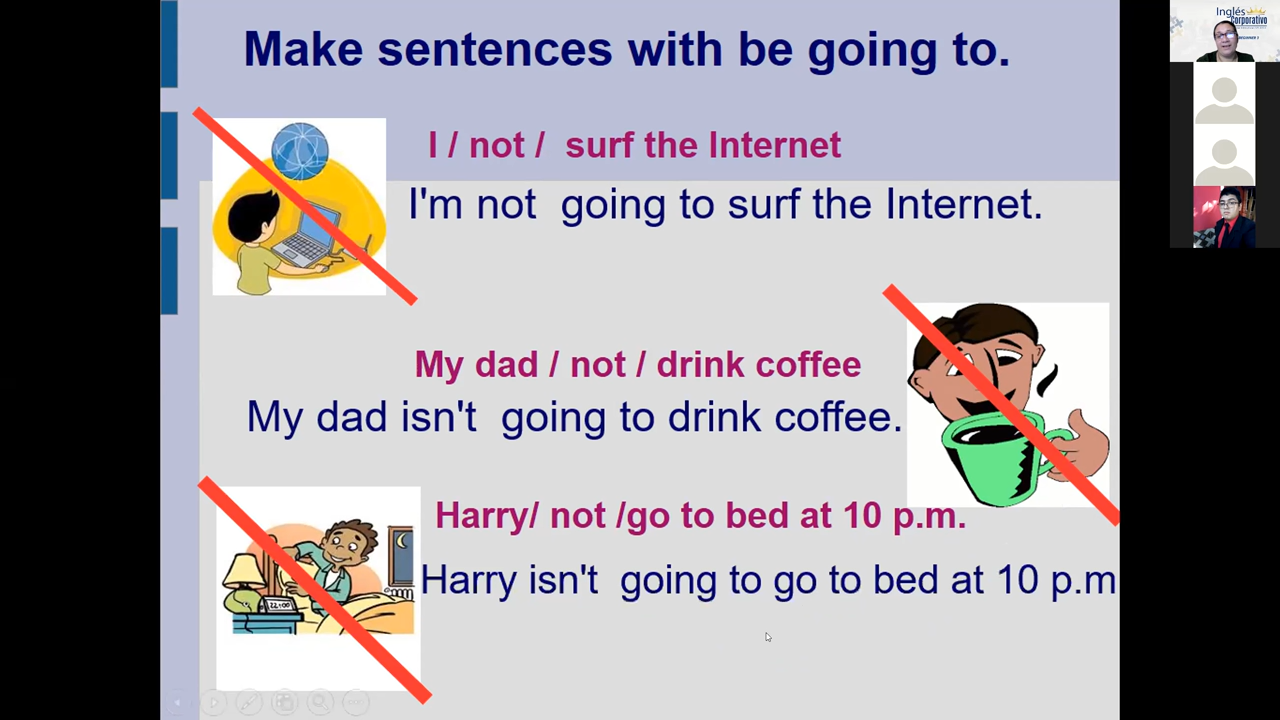 Make sentences with be going to.
I / not / surf the Internet
I'm not going to surf the Internet.
My dad / not / drink coffee
My dad isn't going to drink coffee.
Harry/ not /go to bed at 10 p.m.
Harry isn't going to go to bed at 10 p.m
22:00
Inglés
Corporativo